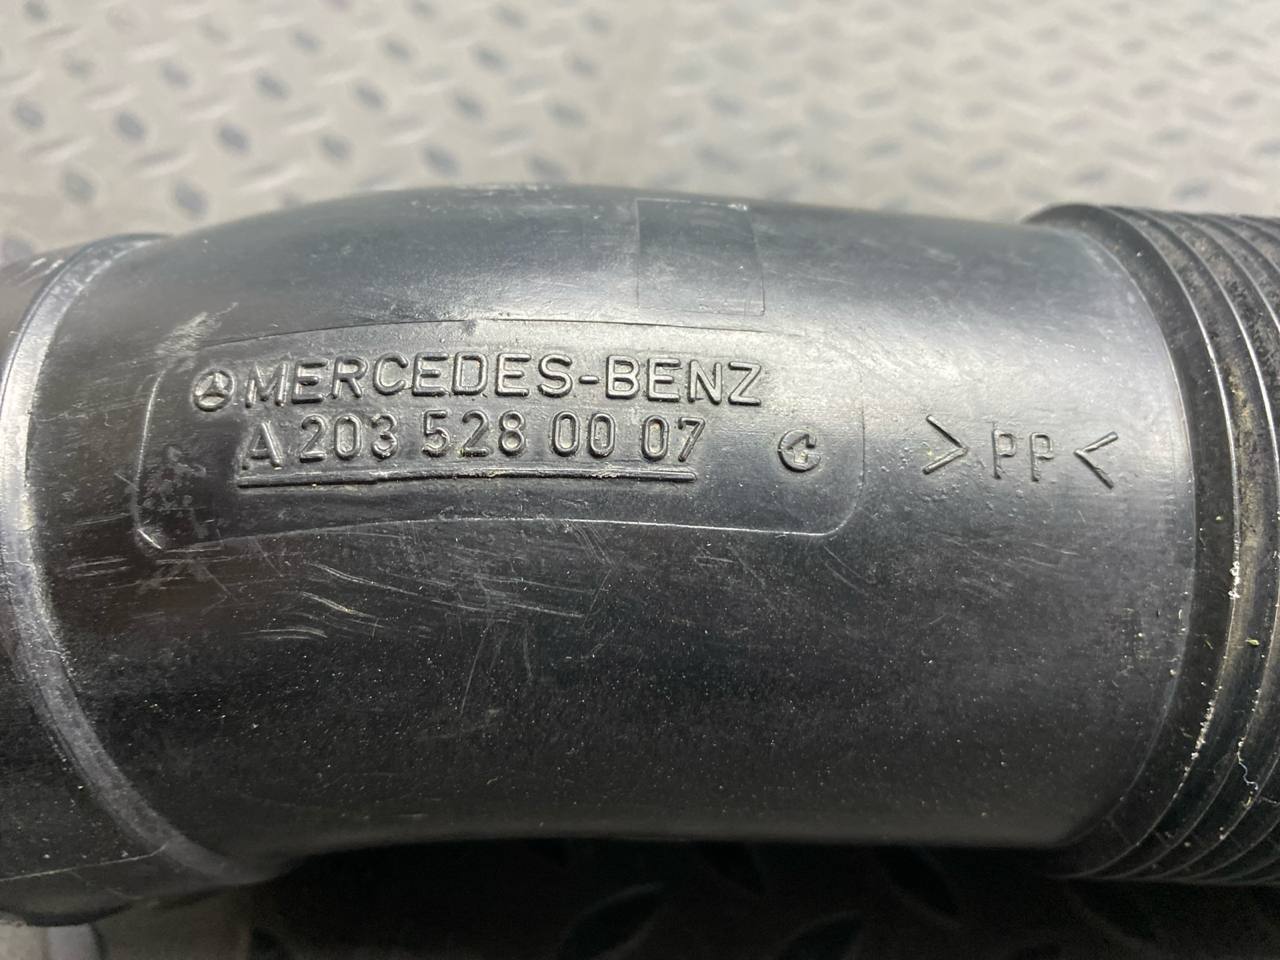 MERCEDES-BENZ
A 203 528 00 07
>PP<